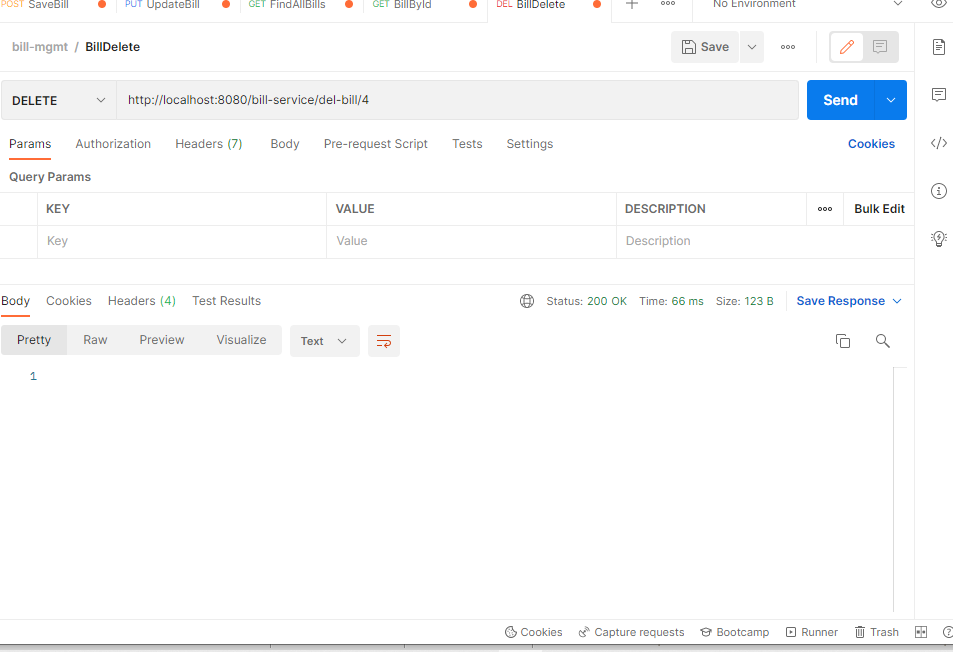 POST SaveBill PUT UpdateBill GET FindAllBills GET BillById DEL BillDelete No Environment
bill-mgmt / BillDelete Save
DELETE http://localhost:8080/bill-service/del-bill/4 Send
Params Authorization Headers (7) Body Pre-request Script Tests Settings Cookies
Query Params
KEY VALUE DESCRIPTION Bulk Edit
Key Value Description
Body Cookies Headers (4) Test Results Status: 200 OK Time: 66 ms Size: 123 B Save Response
Pretty Raw Preview Visualize Text
1
Cookies Capture requests Bootcamp Runner Trash